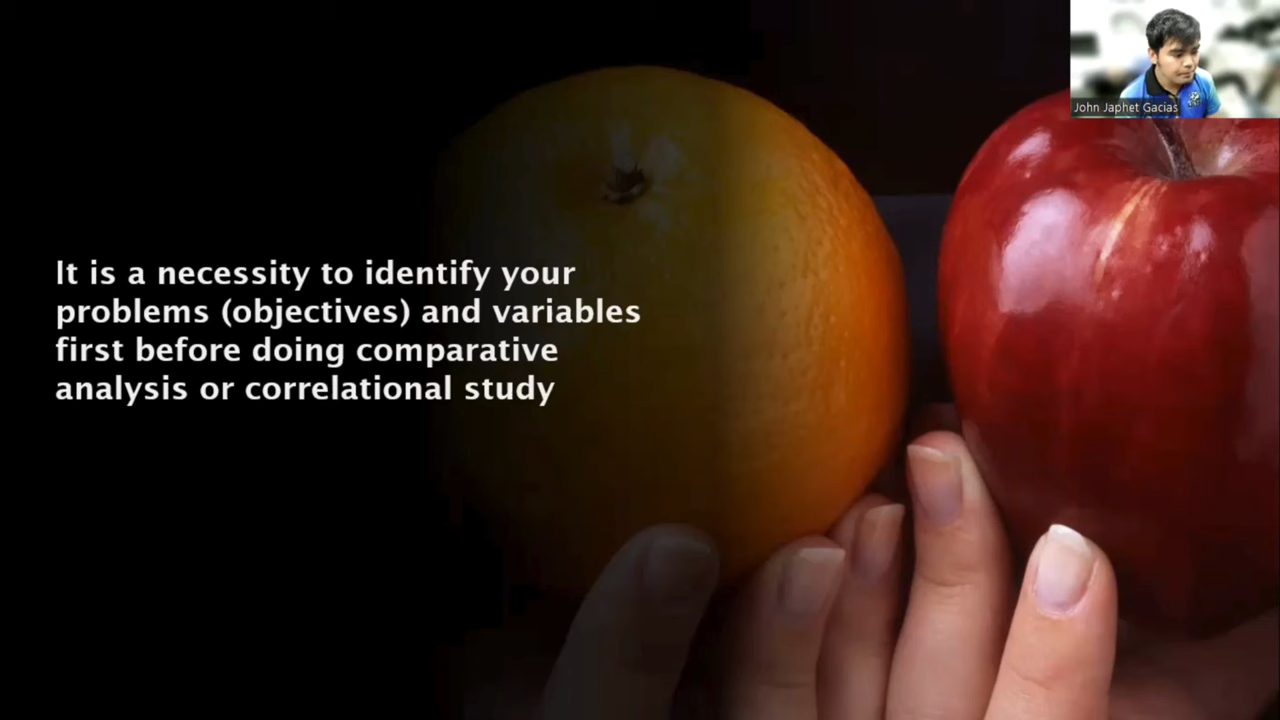 John Japhet Gacias
It is a necessity to identify your
problems (objectives) and variables
first before doing comparative
analysis or correlational study